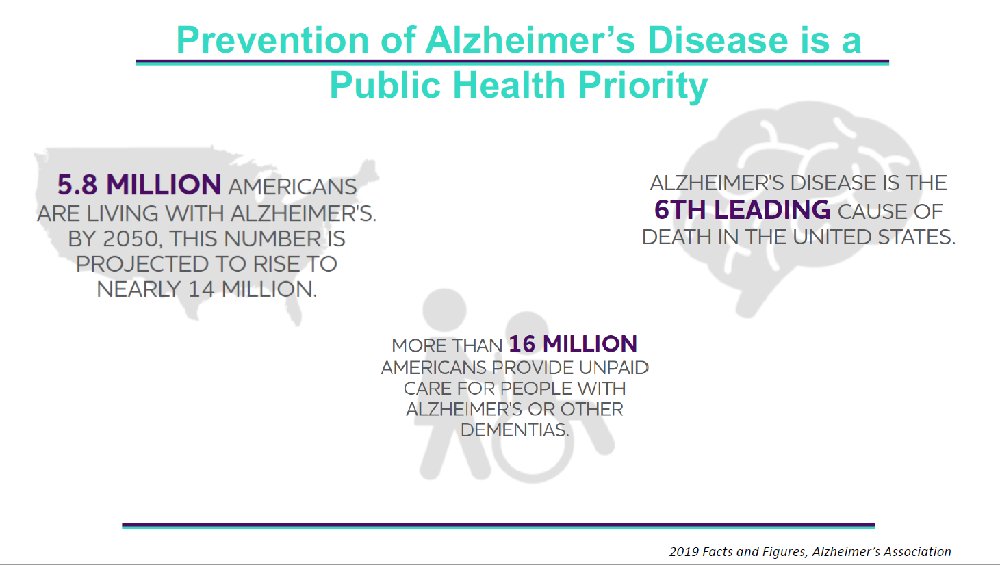 Prevention of Alzheimer’s Disease is a
Public Health Priority
5.8 MILLION AMERICANS
ARE LIVING WITH ALZHEIMER'S.
BY 2050, THIS NUMBER IS
PROJECTED TO RISE TO
NEARLY 14 MILLION.
ALZHEIMER'S DISEASE IS THE
6TH LEADING CAUSE OF
DEATH IN THE UNITED STATES.
MORE THAN 16 MILLION
AMERICANS PROVIDE UNPAID
CARE FOR PEOPLE WITH
ALZHEIMER'S OR OTHER
DEMENTIAS.
2019 Facts and Figures, Alzheimer’s Association